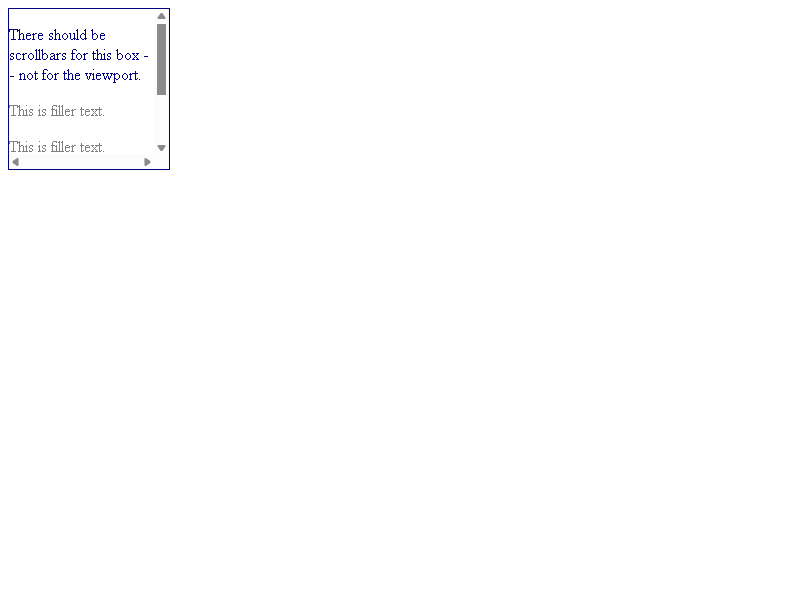 There should be
scrollbars for this box -
- not for the viewport.
This is filler text.
This is filler text.